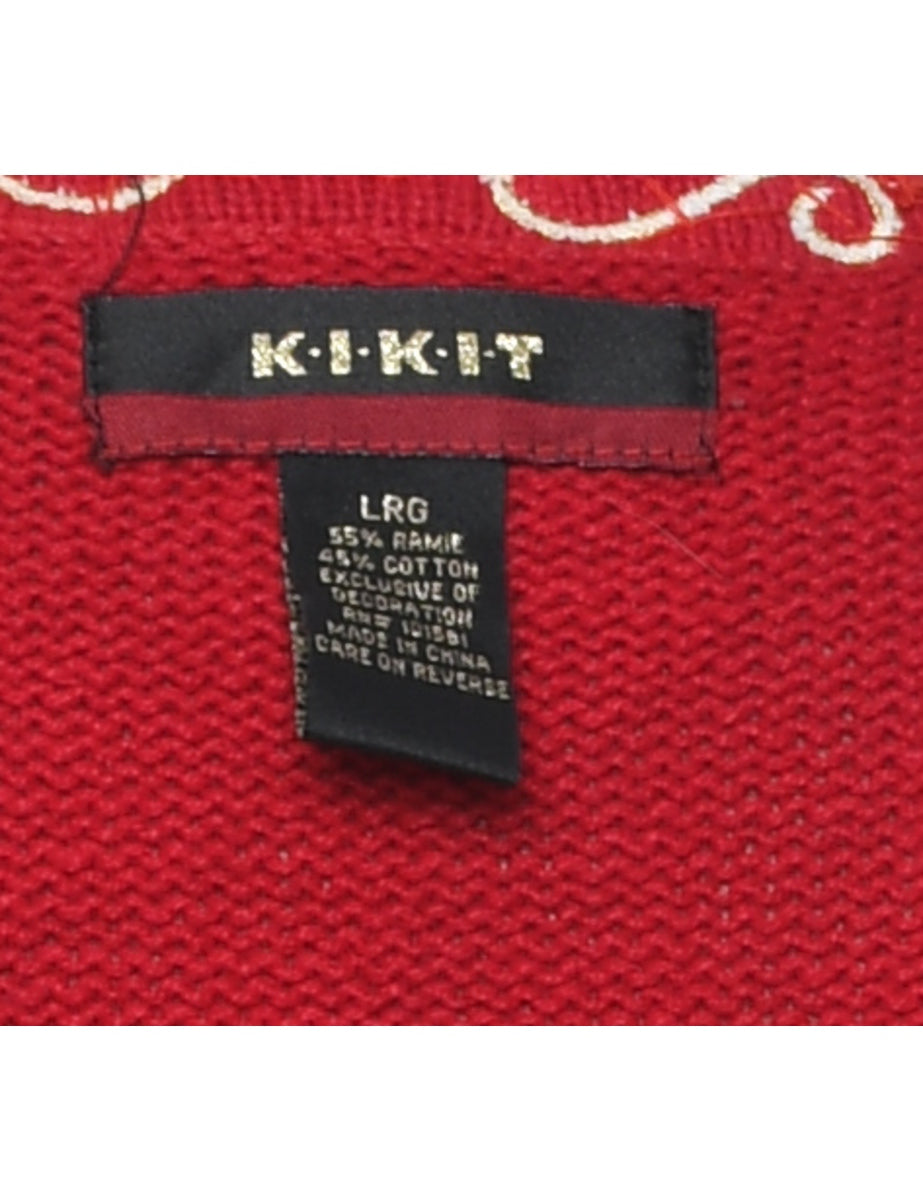 K·I·K·I·T
LRG
55% RAMIE
45% COTTON
EXCLUSIVE OF
DECORATION
RN# 101581
MADE IN CHINA
CARE ON REVERSE